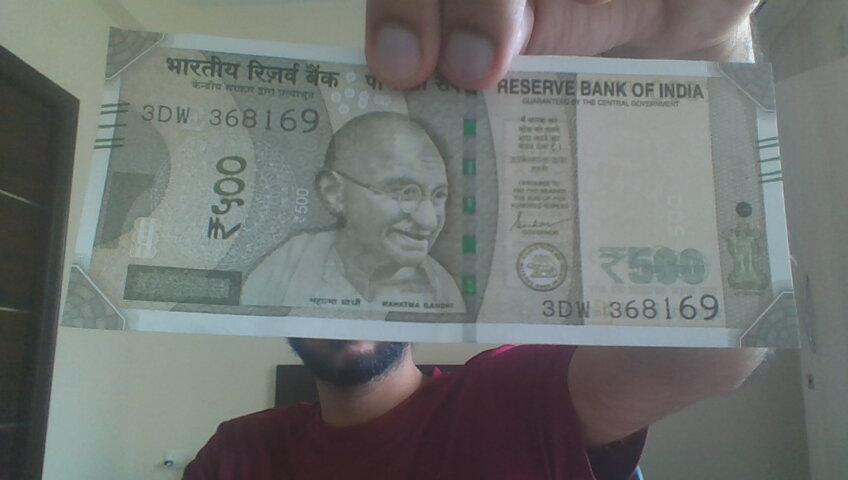 भारतीय रिज़र्व बैंक
RESERVE BANK OF INDIA
केन्द्रीय सरकार द्वारा प्रत्याभूत
GUARANTEED BY THE CENTRAL GOVERNMENT
3DW 368169
₹५००
₹500
I PROMISE TO
PAY THE BEARER
THE SUM OF FIVE
HUNDRED RUPEES
GOVERNOR
₹500
महात्मा गांधी
MAHATMA GANDHI
3DW 368169